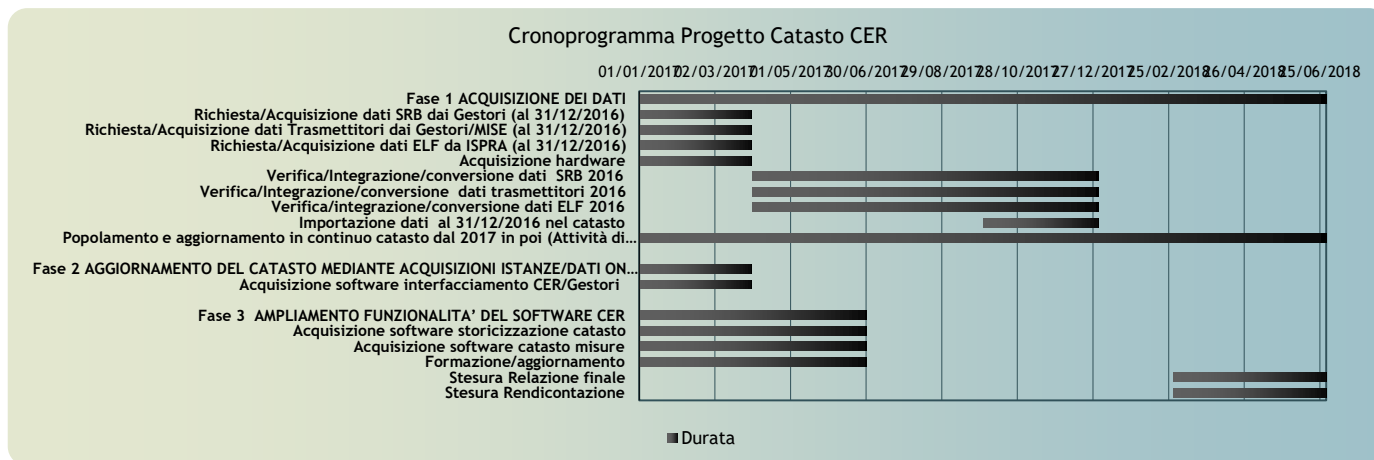 Cronoprogramma Progetto Catasto CER
01/01/2017 02/03/2017 01/05/2017 30/06/2017 29/08/2017 28/10/2017 27/12/2017 25/02/2018 26/04/2018 25/06/2018
Fase 1 ACQUISIZIONE DEI DATI
Richiesta/Acquisizione dati SRB dai Gestori (al 31/12/2016)
Richiesta/Acquisizione dati Trasmettitori dai Gestori/MISE (al 31/12/2016)
Richiesta/Acquisizione dati ELF da ISPRA (al 31/12/2016)
Acquisizione hardware
Verifica/Integrazione/conversione dati SRB 2016
Verifica/Integrazione/conversione dati trasmettitori 2016
Verifica/integrazione/conversione dati ELF 2016
Importazione dati al 31/12/2016 nel catasto
Popolamento e aggiornamento in continuo catasto dal 2017 in poi (Attività di…
Fase 2 AGGIORNAMENTO DEL CATASTO MEDIANTE ACQUISIZIONI ISTANZE/DATI ON…
Acquisizione software interfacciamento CER/Gestori
Fase 3 AMPLIAMENTO FUNZIONALITA’ DEL SOFTWARE CER
Acquisizione software storicizzazione catasto
Acquisizione software catasto misure
Formazione/aggiornamento
Stesura Relazione finale
Stesura Rendicontazione
Durata